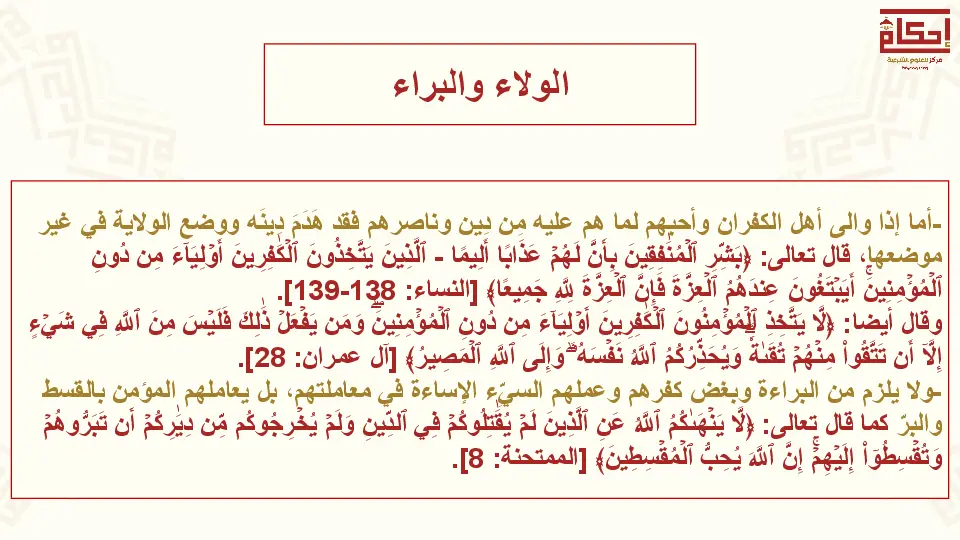 إحكام
مركز للعلوم الشرعية
الولاء والبراء
-أما إذا والى أهل الكفران وأحبهم لما هم عليه مِن دِين وناصرهم فقد هَدَمَ دِينَه ووضع الولاية في غير
موضعها، قال تعالى: ﴿بَشِّرِ ٱلۡمُنَٰفِقِينَ بِأَنَّ لَهُمۡ عَذَابًا أَلِيمًا - ٱلَّذِينَ يَتَّخِذُونَ ٱلۡكَٰفِرِينَ أَوۡلِيَآءَ مِن دُونِ
ٱلۡمُؤۡمِنِينَۚ أَيَبۡتَغُونَ عِندَهُمُ ٱلۡعِزَّةَ فَإِنَّ ٱلۡعِزَّةَ لِلَّهِ جَمِيعًا﴾ [النساء: 138-139].
وقال أيضا: ﴿لَّا يَتَّخِذِ ٱلۡمُؤۡمِنُونَ ٱلۡكَٰفِرِينَ أَوۡلِيَآءَ مِن دُونِ ٱلۡمُؤۡمِنِينَۖ وَمَن يَفۡعَلۡ ذَٰلِكَ فَلَيۡسَ مِنَ ٱللَّهِ فِي شَيۡءٍ
إِلَّآ أَن تَتَّقُواْ مِنۡهُمۡ تُقَىٰةٗۗ وَيُحَذِّرُكُمُ ٱللَّهُ نَفۡسَهُۥۗ وَإِلَى ٱللَّهِ ٱلۡمَصِيرُ﴾ [آل عمران: 28].
-ولا يلزم من البراءة وبغض كفرهم وعملهم السيّء الإساءة في معاملتهم، بل يعاملهم المؤمن بالقسط
والبرّ كما قال تعالى: ﴿لَّا يَنۡهَىٰكُمُ ٱللَّهُ عَنِ ٱلَّذِينَ لَمۡ يُقَٰتِلُوكُمۡ فِي ٱلدِّينِ وَلَمۡ يُخۡرِجُوكُم مِّن دِيَٰرِكُمۡ أَن تَبَرُّوهُمۡ
وَتُقۡسِطُوٓاْ إِلَيۡهِمۡۚ إِنَّ ٱللَّهَ يُحِبُّ ٱلۡمُقۡسِطِينَ﴾ [الممتحنة: 8].